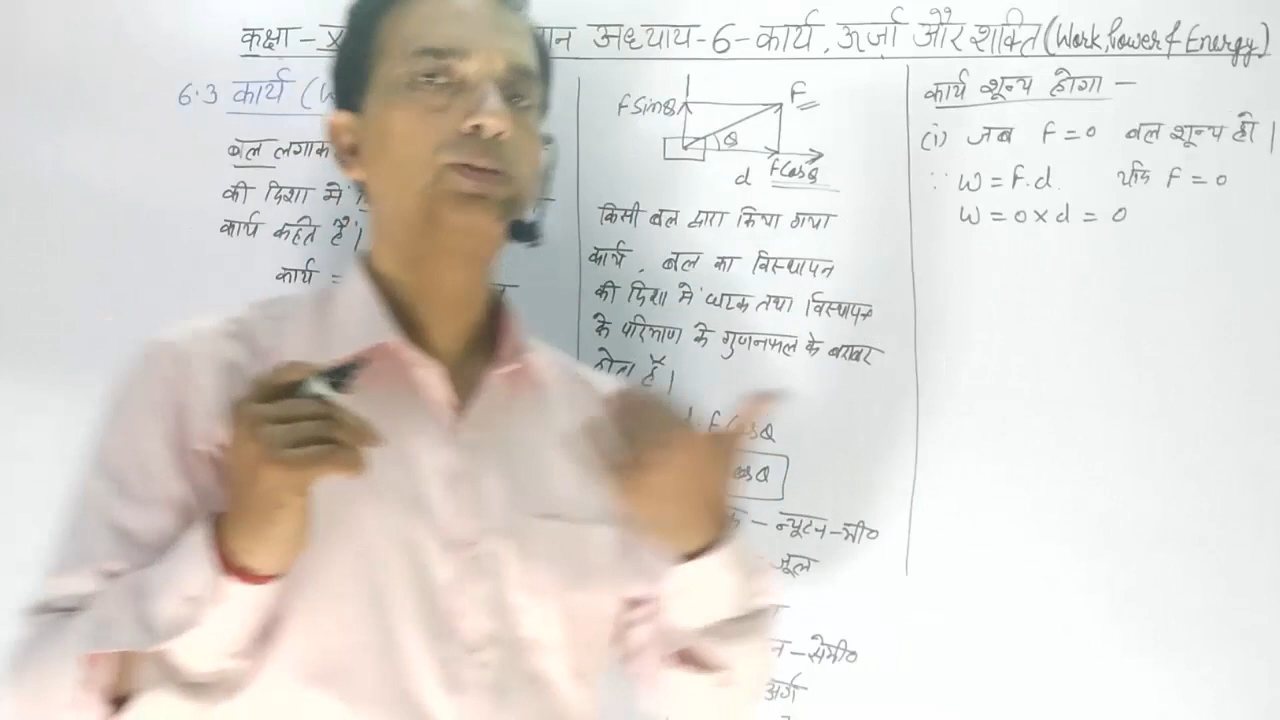 कक्षा - अध्याय-6-कार्य, ऊर्जा और शक्ति (Work, Power & Energy)
6.3 कार्य (
बल लगाक
की दिशा में
कार्य कहते हैं।
कार्य =
F sinθ
F
θ
d
F Cosθ
किसी बल द्वारा किया गया
कार्य, बल का विस्थापन
की दिशा में घटक तथा विस्थापन
के परिमाण के गुणनफल के बराबर
होता है।
F Cosθ
osθ
- न्यूटन-मी०
जूल
न-सेमी०
अर्ग
कार्य शून्य होगा -
(i) जब F=0 बल शून्य हो।
∵ W = F.d. यदि F = 0
W = 0×d = 0